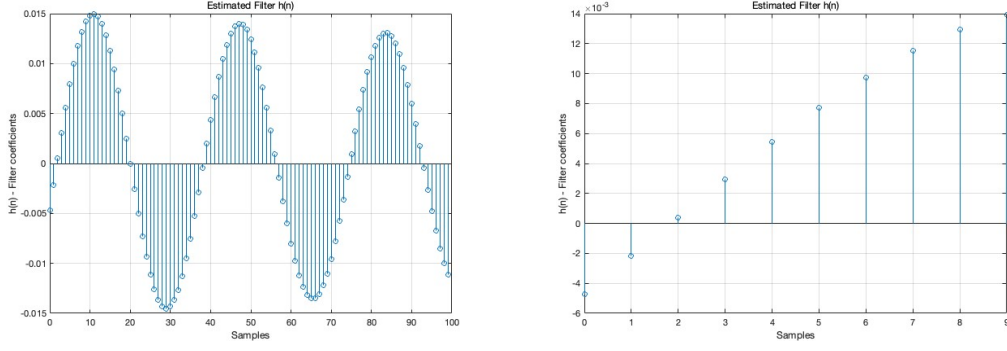 Estimated Filter h(n)
0.015
0.01
0.005
0
-0.005
-0.01
-0.015
h(n) - Filter coefficients
0 10 20 30 40 50 60 70 80 90 100
Samples
Estimated Filter h(n)
×10⁻³
14
12
10
8
6
4
2
0
-2
-4
-6
h(n) - Filter coefficients
0 1 2 3 4 5 6 7 8 9
Samples